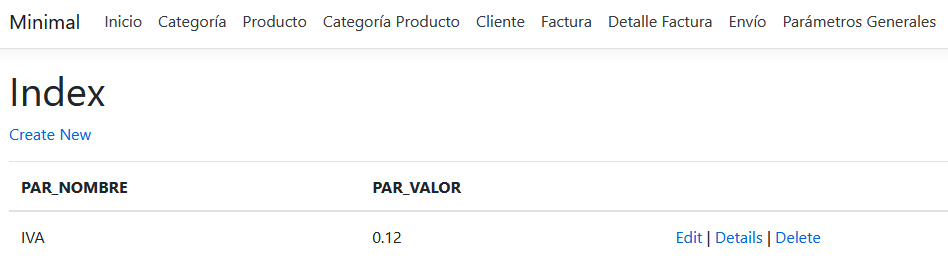 Minimal Inicio Categoría Producto Categoría Producto Cliente Factura Detalle Factura Envío Parámetros Generales
Index
Create New
PAR_NOMBRE PAR_VALOR
IVA 0.12 Edit | Details | Delete